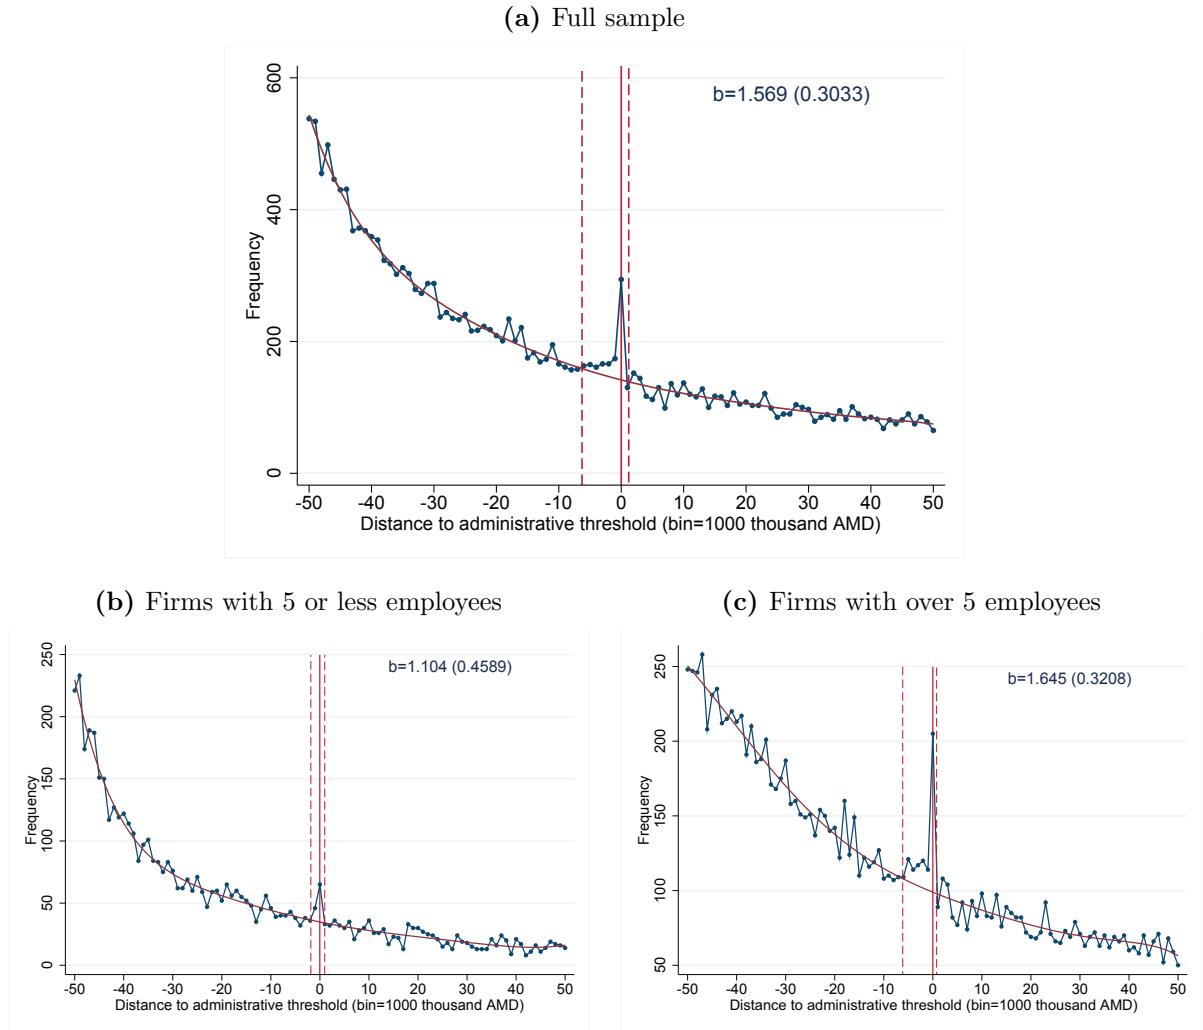 (a) Full sample
b=1.569 (0.3033)
Frequency
600
400
200
0
-50 -40 -30 -20 -10 0 10 20 30 40 50
Distance to administrative threshold (bin=1000 thousand AMD)
(b) Firms with 5 or less employees
b=1.104 (0.4589)
Frequency
250
200
150
100
50
0
-50 -40 -30 -20 -10 0 10 20 30 40 50
Distance to administrative threshold (bin=1000 thousand AMD)
(c) Firms with over 5 employees
b=1.645 (0.3208)
Frequency
250
200
150
100
50
-50 -40 -30 -20 -10 0 10 20 30 40 50
Distance to administrative threshold (bin=1000 thousand AMD)